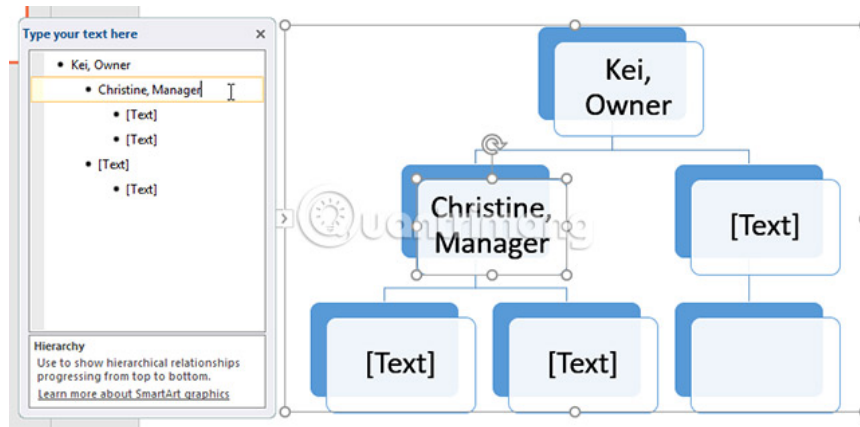 Type your text here
Kei, Owner
Christine, Manager
[Text]
[Text]
[Text]
[Text]
Hierarchy
Use to show hierarchical relationships
progressing from top to bottom.
Learn more about SmartArt graphics
Kei,
Owner
Christine,
Manager
[Text]
[Text]
[Text]
Quantrimang